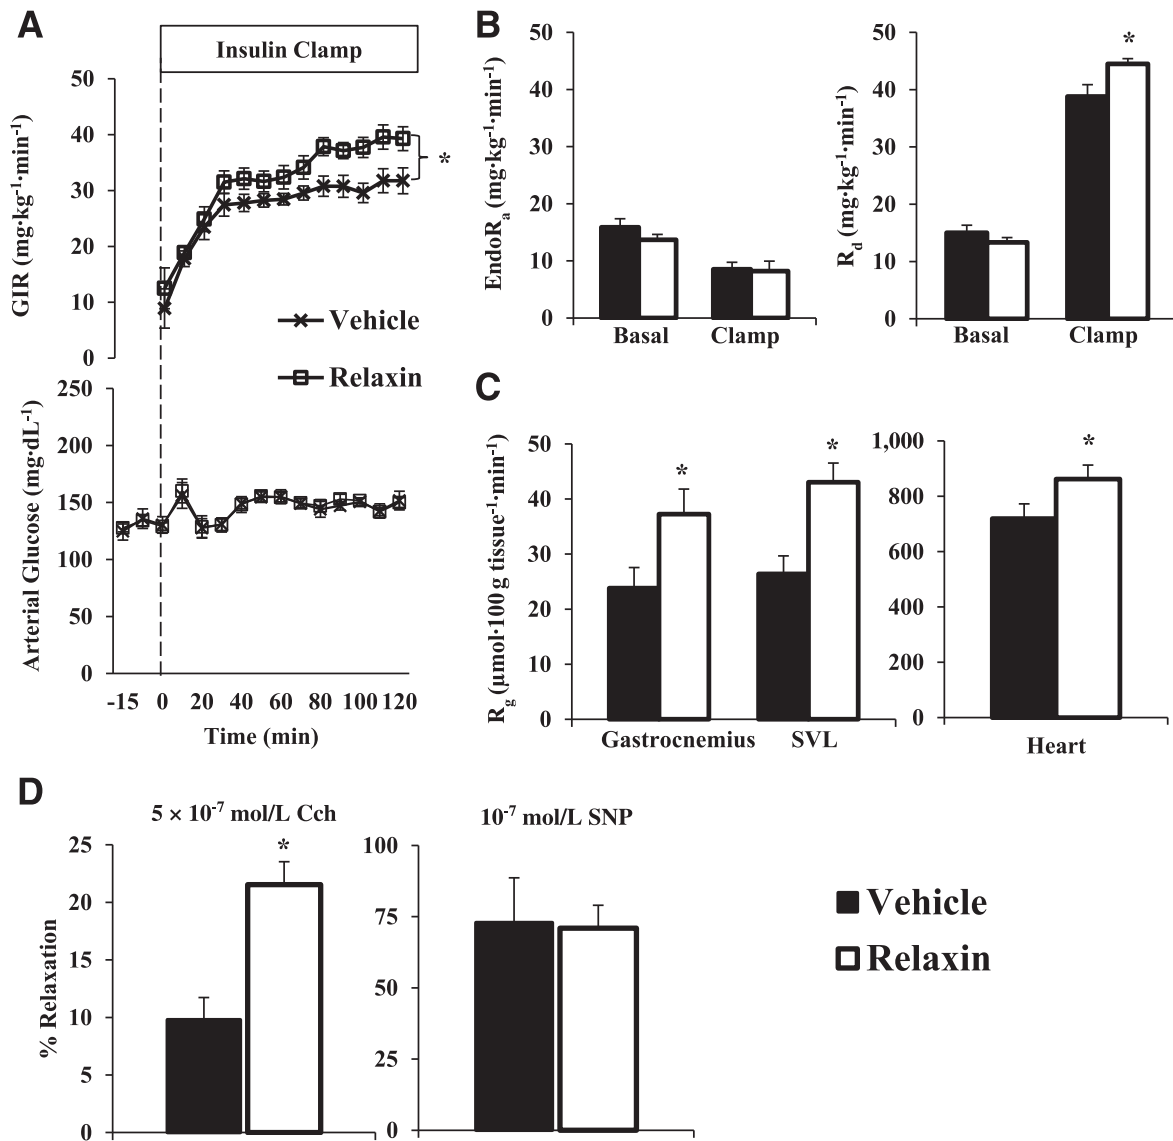 A
Insulin Clamp
GIR (mg·kg⁻¹·min⁻¹)
50
40
30
20
10
0
*
Vehicle
Relaxin
Arterial Glucose (mg·dL⁻¹)
250
200
150
100
50
0
-15 0 20 40 60 80 100 120
Time (min)
B
EndoRₐ (mg·kg⁻¹·min⁻¹)
50
40
30
20
10
0
Basal Clamp
R_d (mg·kg⁻¹·min⁻¹)
50
40
30
20
10
0
*
Basal Clamp
C
R_g (μmol·100 g tissue⁻¹·min⁻¹)
50
40
30
20
10
0
* *
Gastrocnemius SVL
1,000
800
600
400
200
0
*
Heart
D
5 × 10⁻⁷ mol/L Cch
% Relaxation
25
20
15
10
5
0
*
10⁻⁷ mol/L SNP
100
75
50
25
0
Vehicle
Relaxin